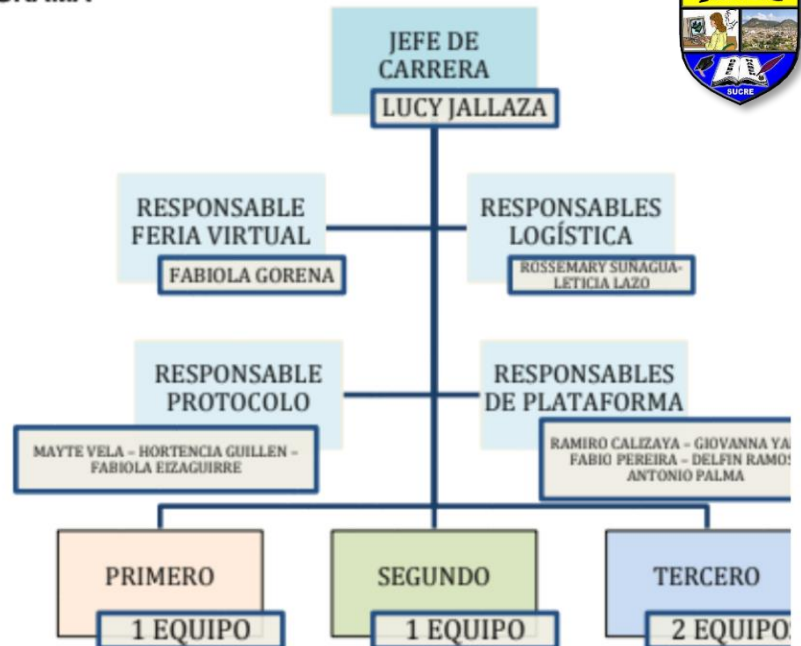 JEFE DE
CARRERA
LUCY JALLAZA
SUCRE
RESPONSABLE
FERIA VIRTUAL
FABIOLA GORENA
RESPONSABLES
LOGÍSTICA
ROSSEMARY SUÑAGUA-
LETICIA LAZO
RESPONSABLE
PROTOCOLO
MAYTE VELA – HORTENCIA GUILLEN –
FABIOLA EIZAGUIRRE
RESPONSABLES
DE PLATAFORMA
RAMIRO CALIZAYA – GIOVANNA
FABIO PEREIRA – DELFIN RAMOS
ANTONIO PALMA
PRIMERO
1 EQUIPO
SEGUNDO
1 EQUIPO
TERCERO
2 EQUIPOS